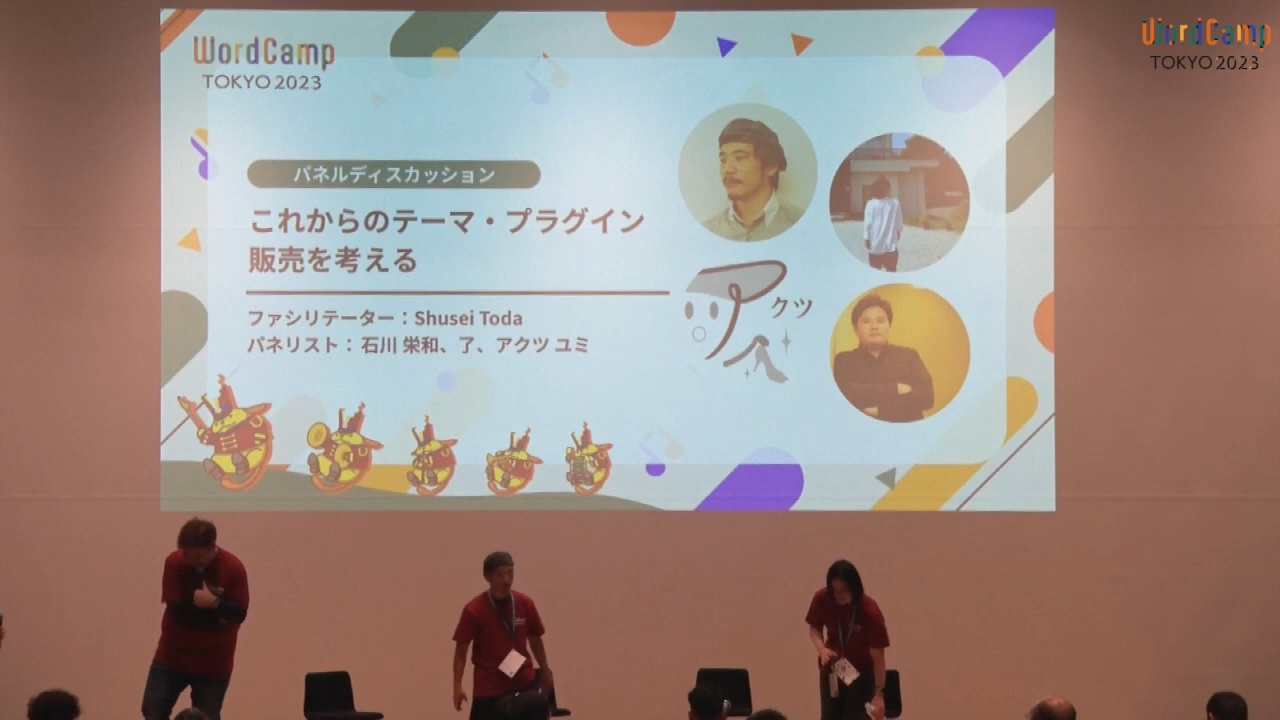 WordCamp
TOKYO 2023
WordCamp
TOKYO 2023
パネルディスカッション
これからのテーマ・プラグイン
販売を考える
ファシリテーター：Shusei Toda
パネリスト： 石川 栄和、了、アクツ ユミ
アクツ